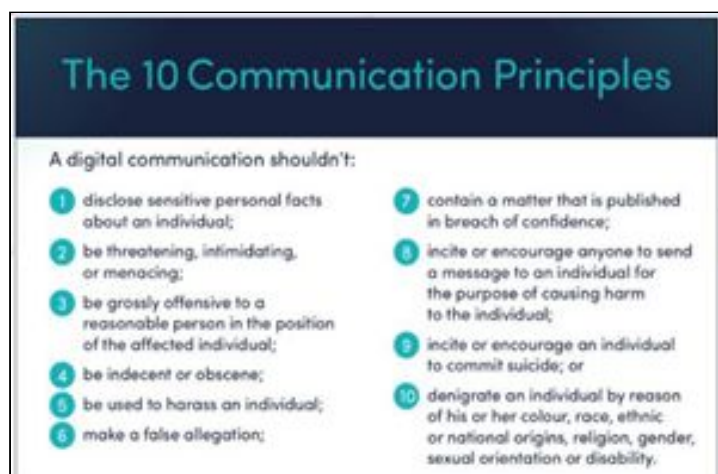 The 10 Communication Principles
A digital communication shouldn't:
1 disclose sensitive personal facts
about an individual;
2 be threatening, intimidating,
or menacing;
3 be grossly offensive to a
reasonable person in the position
of the affected individual;
4 be indecent or obscene;
5 be used to harass an individual;
6 make a false allegation;
7 contain a matter that is published
in breach of confidence;
8 incite or encourage anyone to send
a message to an individual for
the purpose of causing harm
to the individual;
9 incite or encourage an individual
to commit suicide; or
10 denigrate an individual by reason
of his or her colour, race, ethnic
or national origins, religion, gender,
sexual orientation or disability.